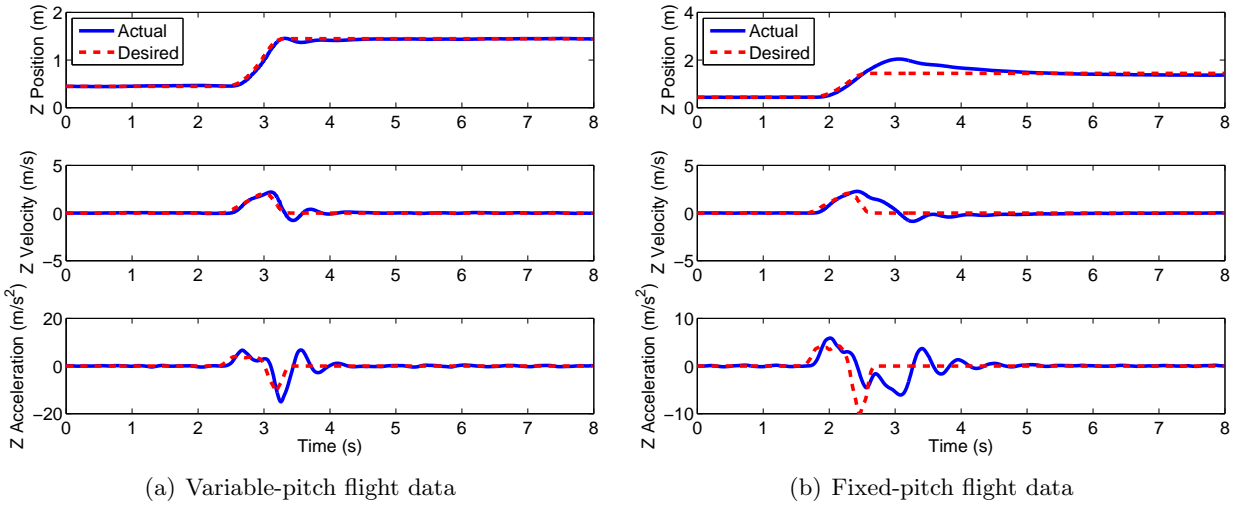 2
1
0
Z Position (m)
Actual
Desired
0 1 2 3 4 5 6 7 8
5
0
−5
Z Velocity (m/s)
0 1 2 3 4 5 6 7 8
20
0
−20
Z Acceleration (m/s²)
0 1 2 3 4 5 6 7 8
Time (s)
(a) Variable-pitch flight data
4
2
0
Z Position (m)
Actual
Desired
0 1 2 3 4 5 6 7 8
5
0
−5
Z Velocity (m/s)
0 1 2 3 4 5 6 7 8
10
0
−10
Z Acceleration (m/s²)
0 1 2 3 4 5 6 7 8
Time (s)
(b) Fixed-pitch flight data